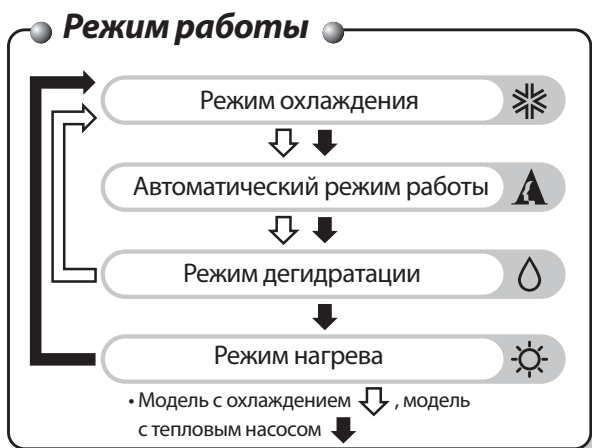 Режим работы
Режим охлаждения
Автоматический режим работы
Режим дегидратации
Режим нагрева
• Модель с охлаждением , модель
с тепловым насосом